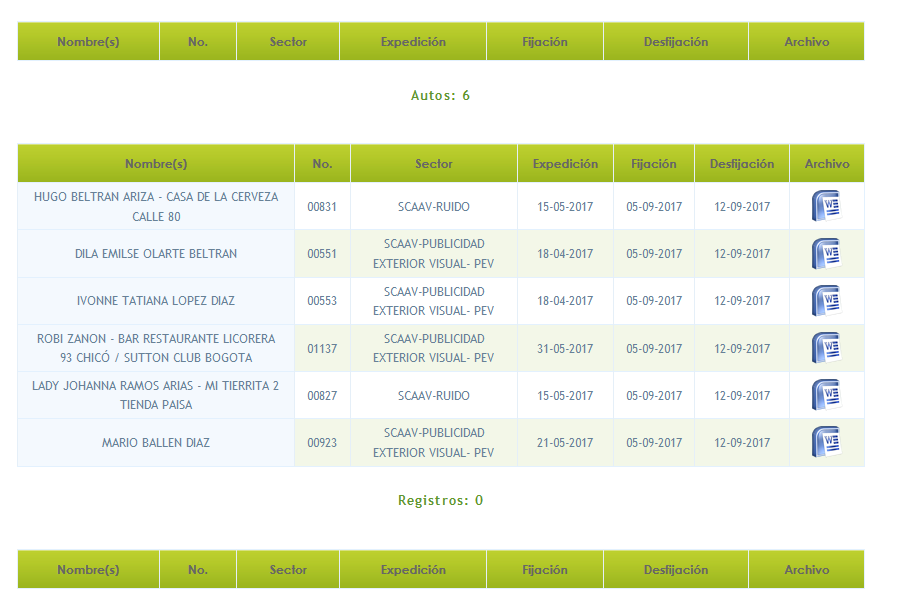 Nombre(s) No. Sector Expedición Fijación Desfijación Archivo
Autos: 6
Nombre(s) No. Sector Expedición Fijación Desfijación Archivo
HUGO BELTRAN ARIZA - CASA DE LA CERVEZA
CALLE 80
00831 SCAAV-RUIDO 15-05-2017 05-09-2017 12-09-2017
DILA EMILSE OLARTE BELTRAN 00551
SCAAV-PUBLICIDAD
EXTERIOR VISUAL- PEV
18-04-2017 05-09-2017 12-09-2017
IVONNE TATIANA LOPEZ DIAZ 00553
SCAAV-PUBLICIDAD
EXTERIOR VISUAL- PEV
18-04-2017 05-09-2017 12-09-2017
ROBI ZANON - BAR RESTAURANTE LICORERA
93 CHICÓ / SUTTON CLUB BOGOTA
01137
SCAAV-PUBLICIDAD
EXTERIOR VISUAL- PEV
31-05-2017 05-09-2017 12-09-2017
LADY JOHANNA RAMOS ARIAS - MI TIERRITA 2
TIENDA PAISA
00827 SCAAV-RUIDO 15-05-2017 05-09-2017 12-09-2017
MARIO BALLEN DIAZ 00923
SCAAV-PUBLICIDAD
EXTERIOR VISUAL- PEV
21-05-2017 05-09-2017 12-09-2017
Registros: 0
Nombre(s) No. Sector Expedición Fijación Desfijación Archivo